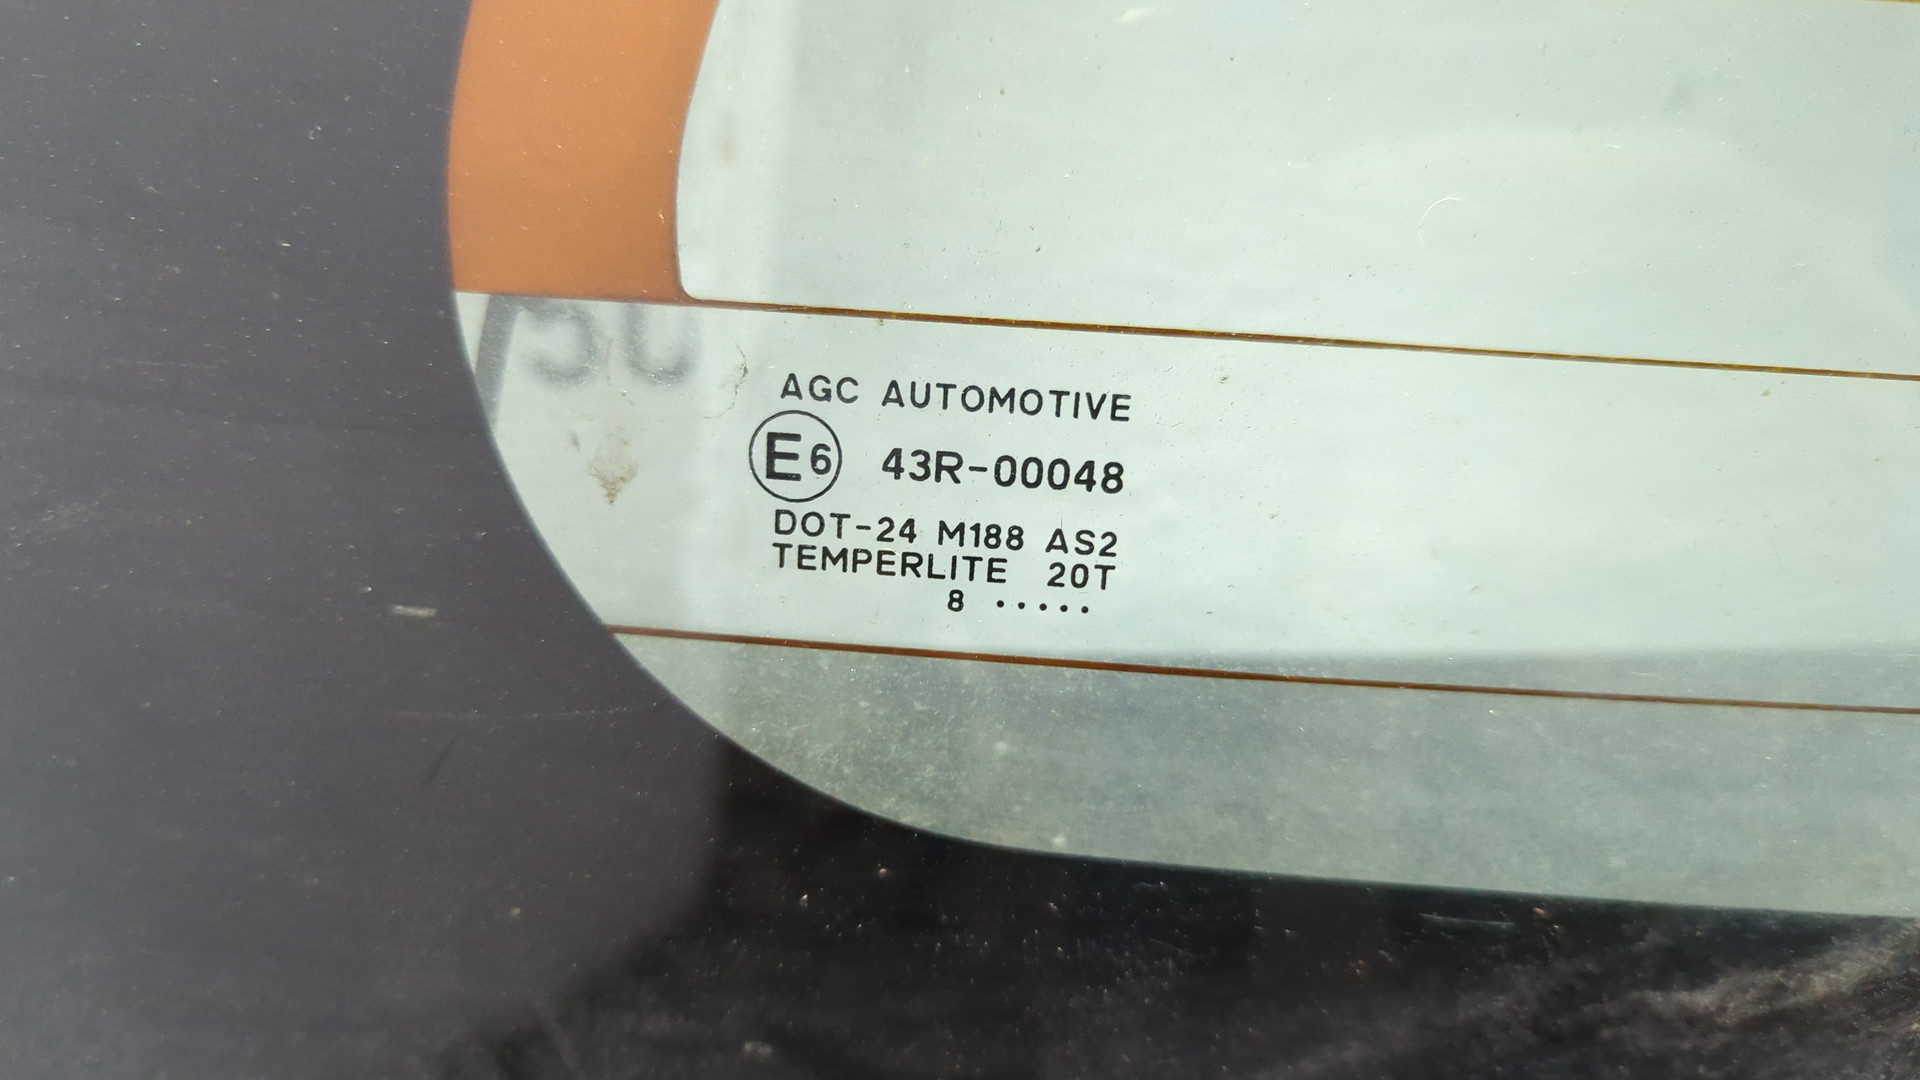 AGC AUTOMOTIVE
E6 43R-00048
DOT-24 M188 AS2
TEMPERLITE 20T
8 •••••